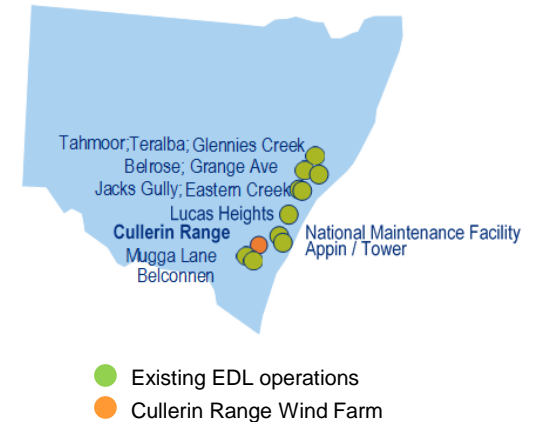 Tahmoor;Teralba; Glennies Creek
Belrose; Grange Ave
Jacks Gully; Eastern Creek
Lucas Heights
Cullerin Range
National Maintenance Facility
Appin / Tower
Mugga Lane
Belconnen
Existing EDL operations
Cullerin Range Wind Farm